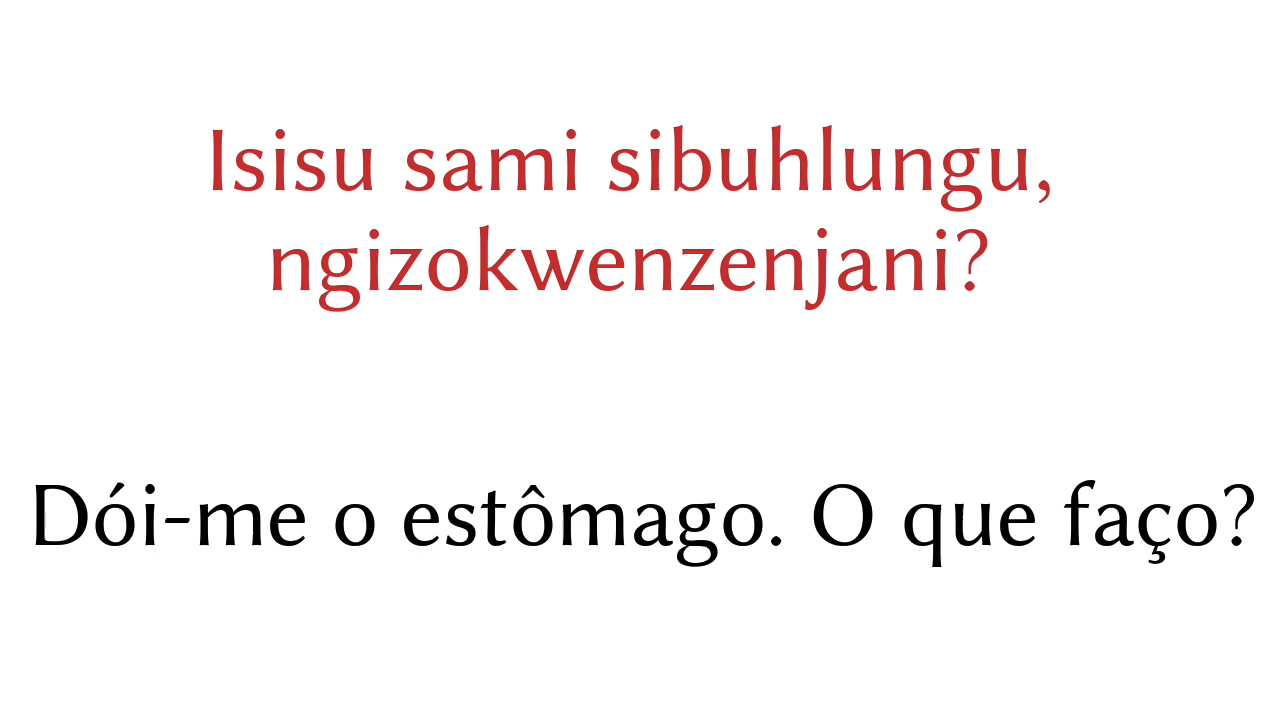 Isisu sami sibuhlungu,
ngizokwenzenjani?
Dói-me o estômago. O que faço?